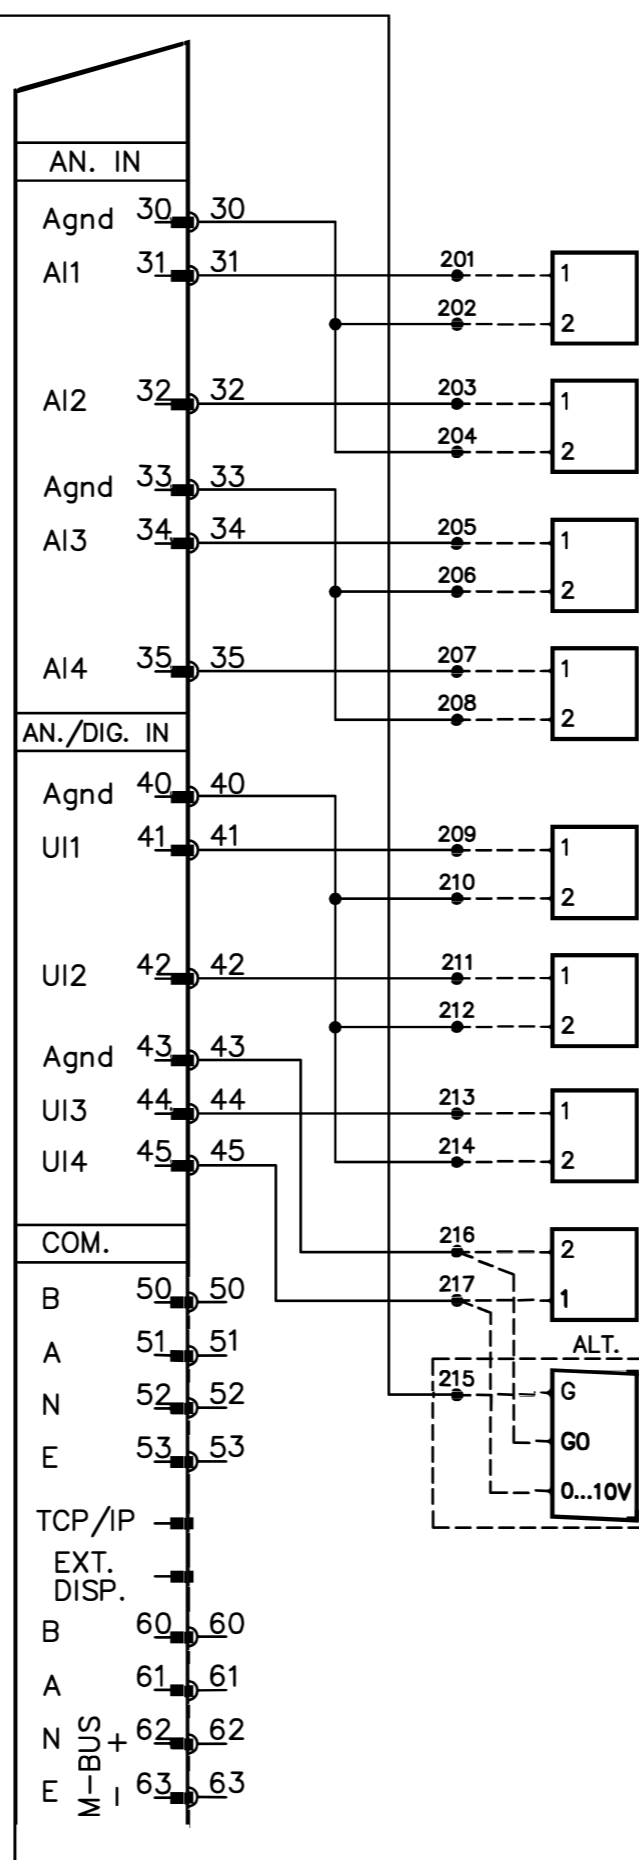 AN. IN
Agnd 30 30
AI1 31 31 201 1
202 2
AI2 32 32 203 1
204 2
Agnd 33 33
AI3 34 34 205 1
206 2
AI4 35 35 207 1
208 2
AN./DIG. IN
Agnd 40 40
UI1 41 41 209 1
210 2
UI2 42 42 211 1
212 2
Agnd 43 43
UI3 44 44 213 1
UI4 45 45 214 2
COM. 216 2
B 50 50 217 1
A 51 51 ALT.
N 52 52 215 G
E 53 53 G0
TCP/IP 0...10V
EXT.
DISP.
B 60 60
A 61 61
N + 62 62
M-BUS
E – 63 63